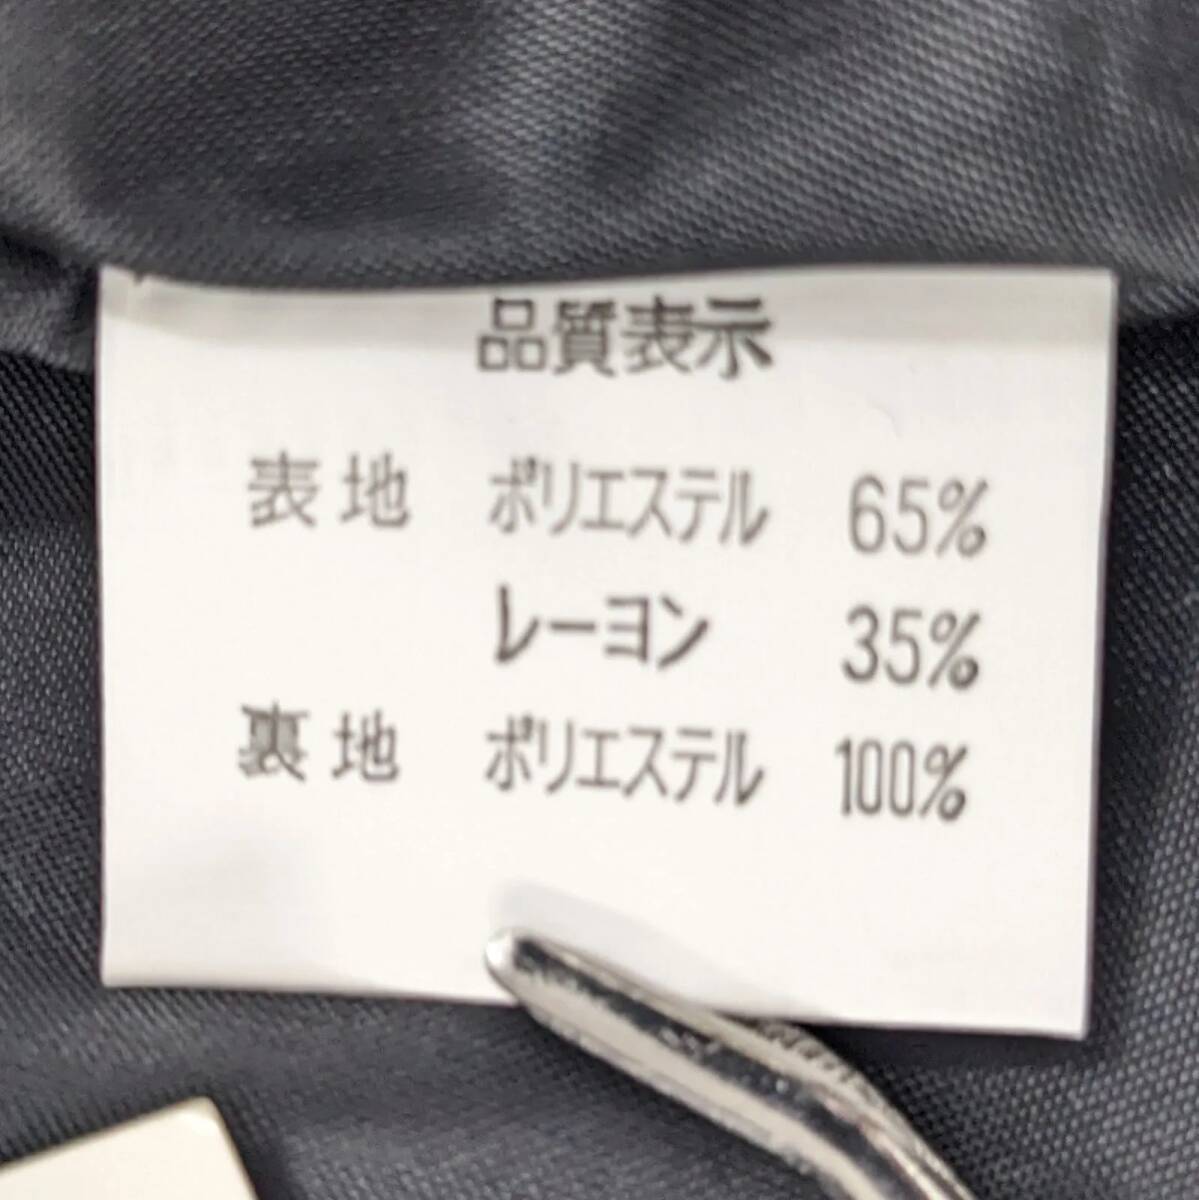 品質表示
表地 ポリエステル 65%
レーヨン 35%
裏地 ポリエステル 100%